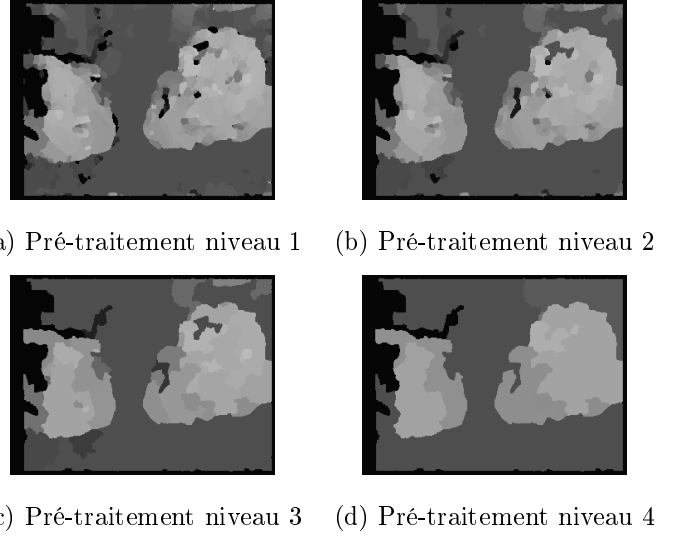 ) Pré-traitement niveau 1
(b) Pré-traitement niveau 2
) Pré-traitement niveau 3
(d) Pré-traitement niveau 4